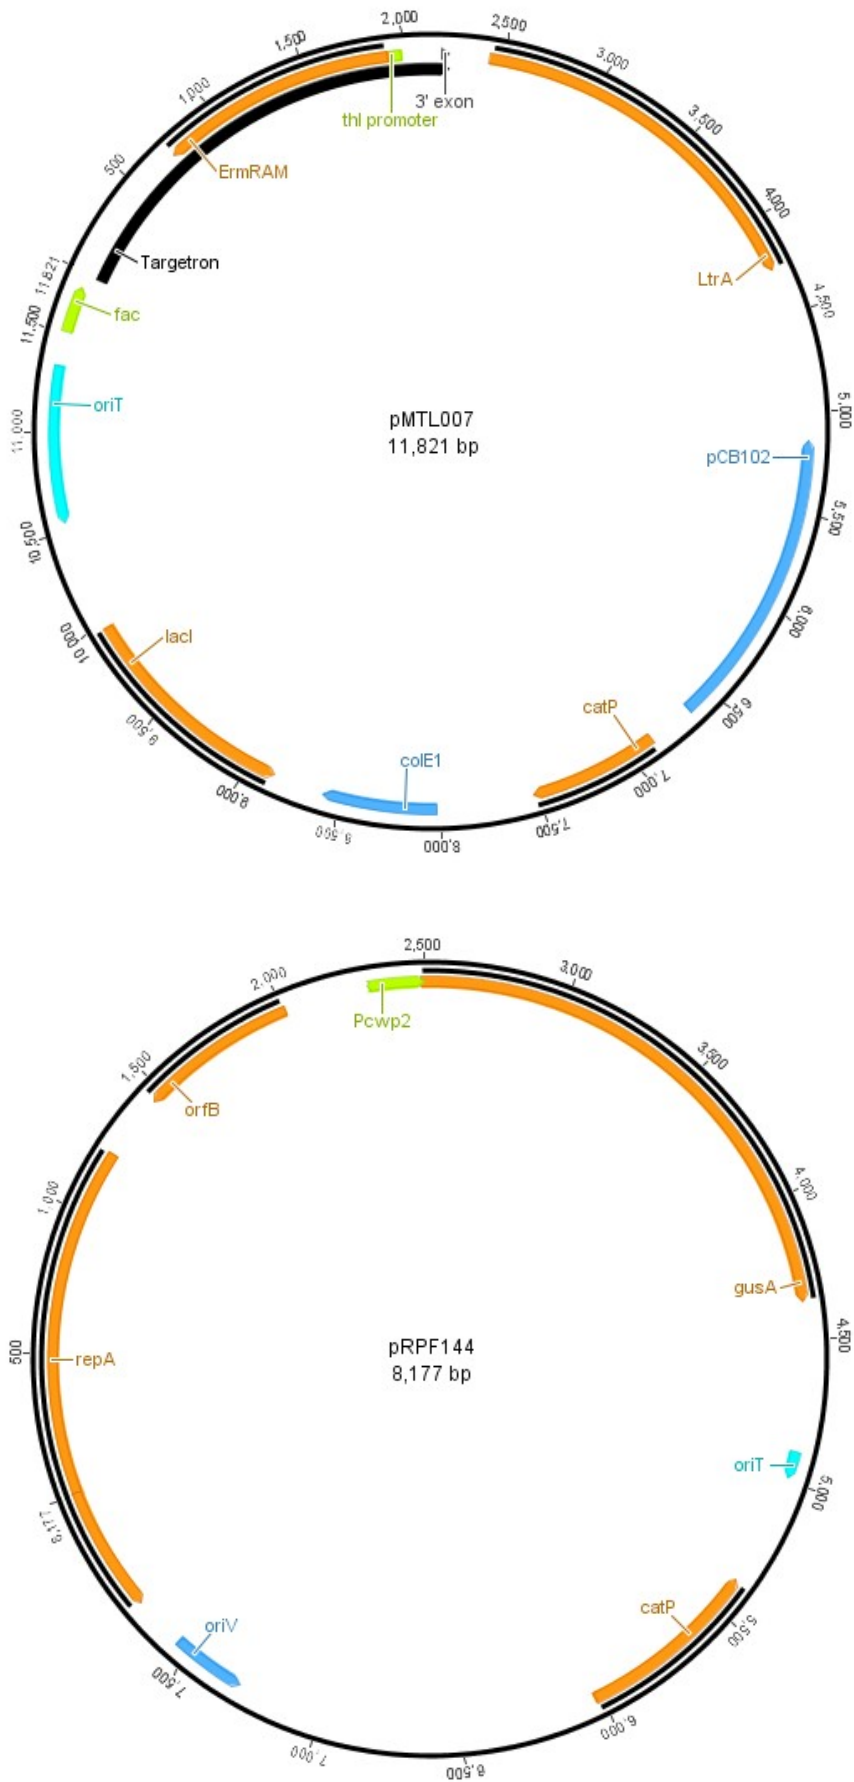 2,000
2,500
1,500
3,000
1,000
3' exon
thl promoter
3,500
500
ErmRAM
4,000
Targetron
11,821
LtrA
fac
4,500
11,500
oriT
5,000
pMTL007
11,000
11,821 bp
pCB102
5,500
10,500
lacI
10,000
6,000
catP
6,500
9,500
colE1
7,000
9,000
7,500
8,500
8,000
2,500
2,000
3,000
Pcwp2
1,500
3,500
orfB
1,000
4,000
gusA
4,500
pRPF144
500
repA
8,177 bp
oriT
5,000
8,177
catP
5,500
oriV
7,500
6,000
7,000
6,500